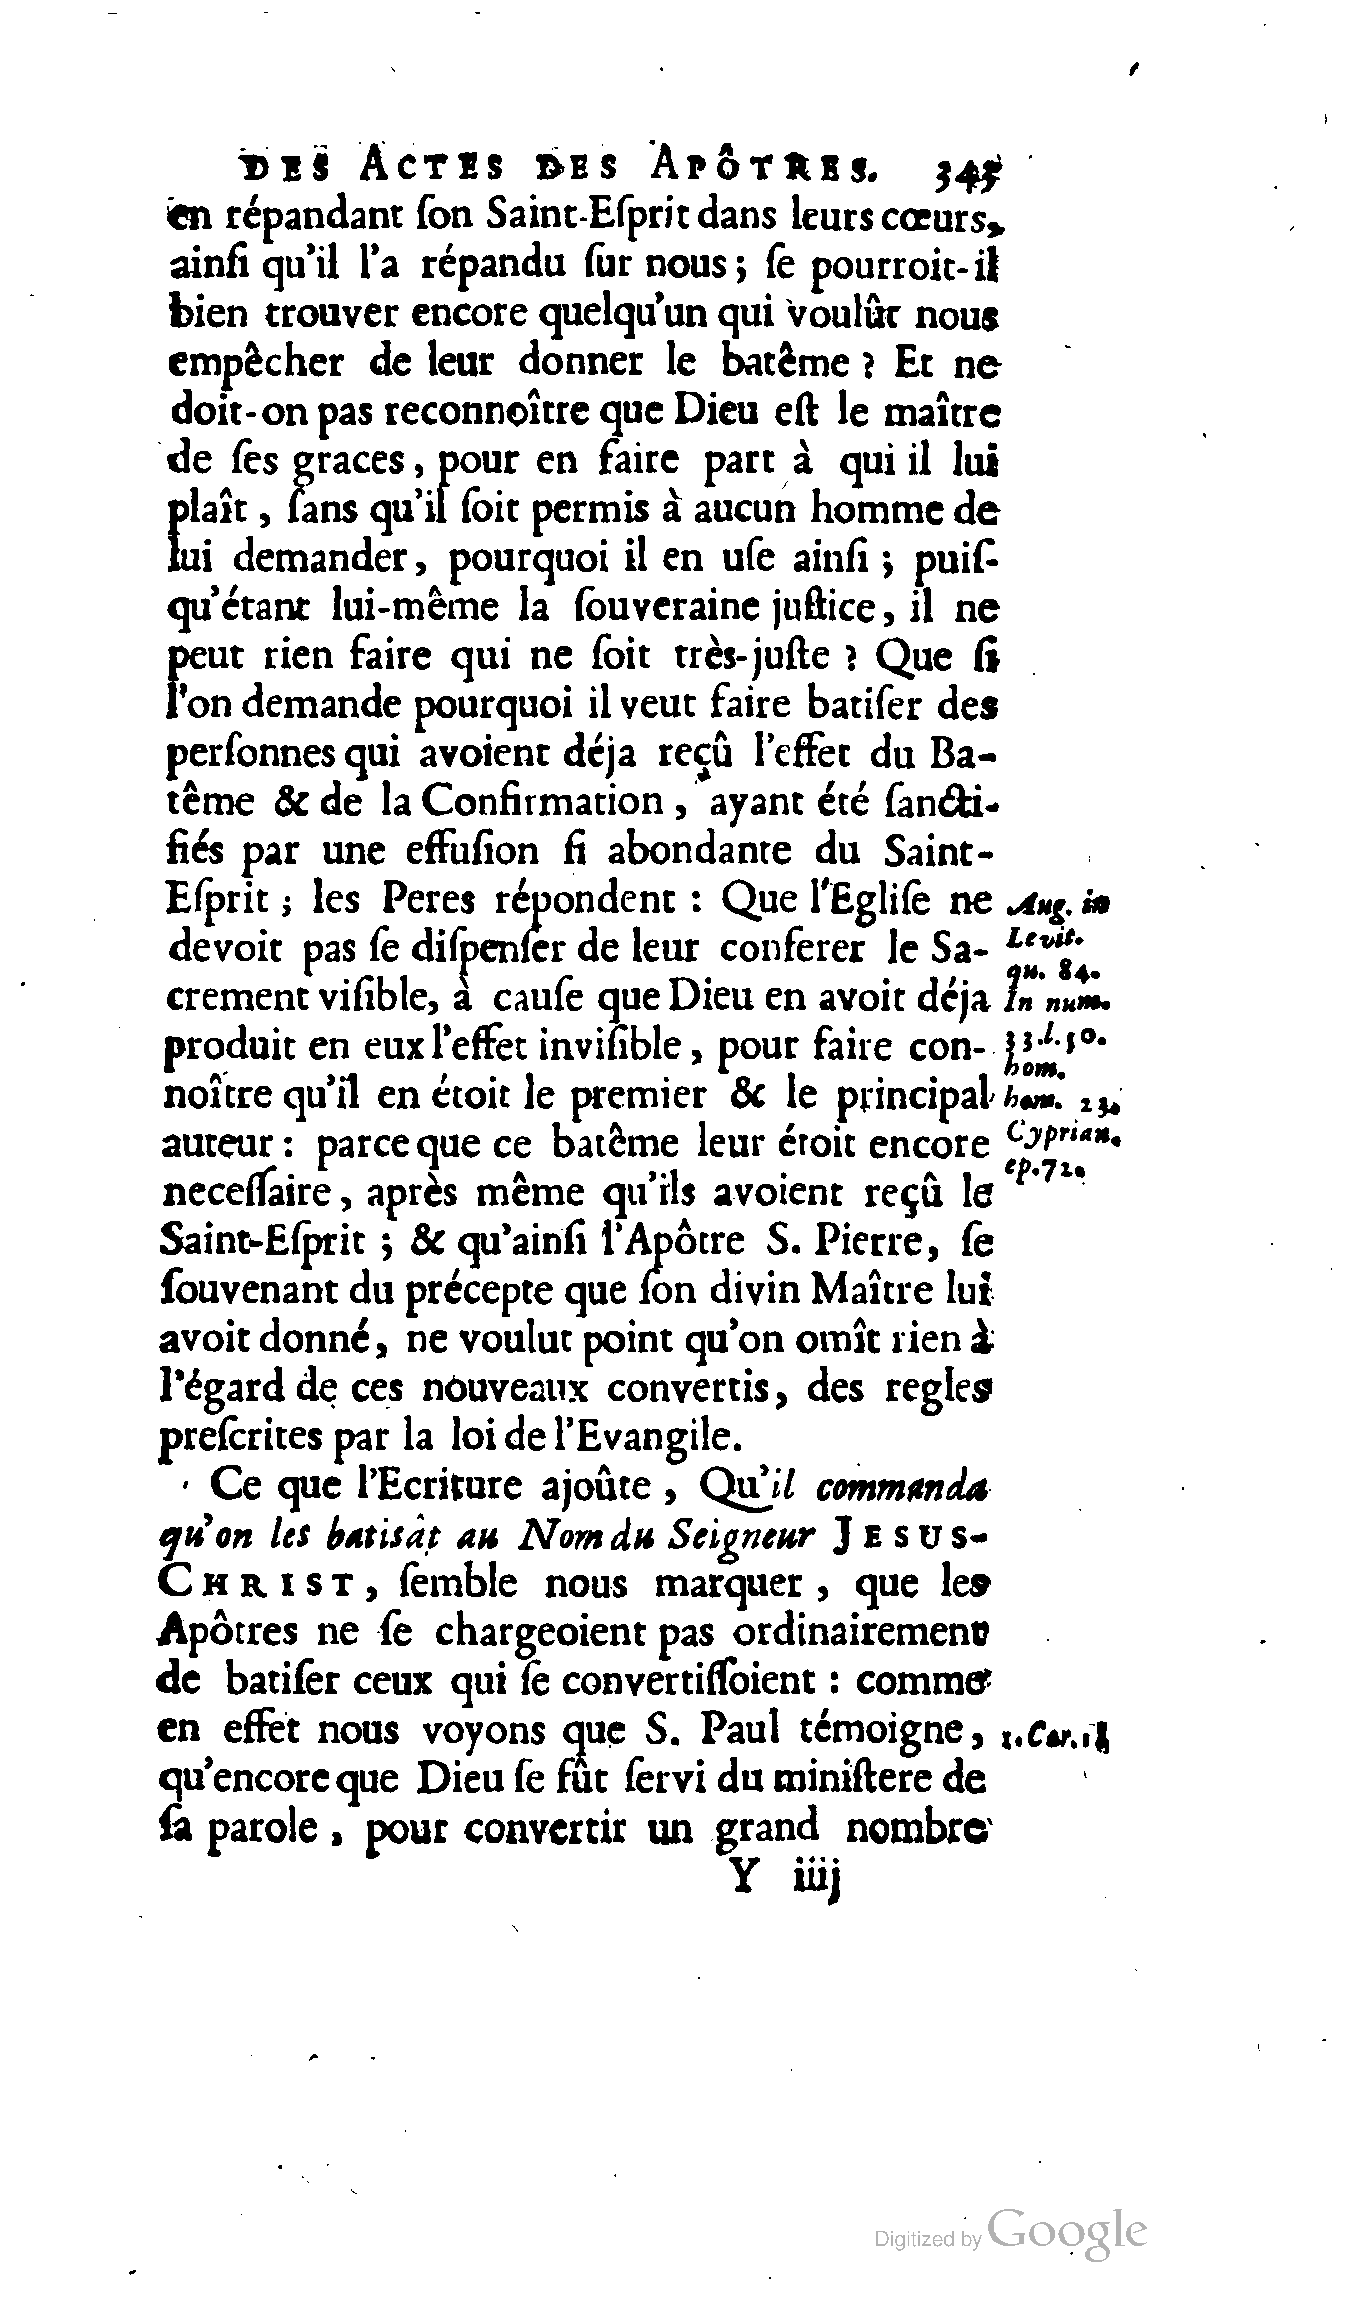 DES ACTES DES APÔTRES. 345
en répandant ſon Saint-Eſprit dans leurs cœurs,
ainſi qu'il l'a répandu ſur nous; ſe pourroit-il
bien trouver encore quelqu'un qui voulût nous
empêcher de leur donner le batême ? Et ne
doit-on pas reconnoître que Dieu eſt le maître
de ſes graces, pour en faire part à qui il lui
plaît, ſans qu'il ſoit permis à aucun homme de
lui demander, pourquoi il en uſe ainſi ; puiſ-
qu'étant lui-même la ſouveraine juſtice, il ne
peut rien faire qui ne ſoit très-juſte ? Que ſi
l'on demande pourquoi il veut faire batiſer des
perſonnes qui avoient déja reçû l'effet du Ba-
tême & de la Confirmation, ayant été ſancti-
fiés par une effuſion ſi abondante du Saint-
Eſprit ; les Peres répondent : Que l'Egliſe ne
devoit pas ſe diſpenſer de leur conferer le Sa-
crement viſible, à cauſe que Dieu en avoit déja
produit en eux l'effet inviſible, pour faire con-
noître qu'il en étoit le premier & le principal
auteur : parceque ce batême leur étoit encore
neceſſaire, après même qu'ils avoient reçû le
Saint-Eſprit ; & qu'ainſi l'Apôtre S. Pierre, ſe
ſouvenant du précepte que ſon divin Maître lui
avoit donné, ne voulut point qu'on omît rien à
l'égard de ces nouveaux convertis, des regles
preſcrites par la loi de l'Evangile.
Aug. in
Levit.
qu. 84.
In num.
33.l.50.
hom.
hom. 23.
Cyprian.
ep.72.
Ce que l'Ecriture ajoûte, Qu'il commanda
qu'on les batisât au Nom du Seigneur JESUS-
CHRIST, ſemble nous marquer, que les
Apôtres ne ſe chargeoient pas ordinairement
de batiſer ceux qui ſe convertiſſoient : comme
en effet nous voyons que S. Paul témoigne,
qu'encore que Dieu ſe fût ſervi du miniſtere de
ſa parole, pour convertir un grand nombre
1. Cor.
Y iiij
Digitized by Google